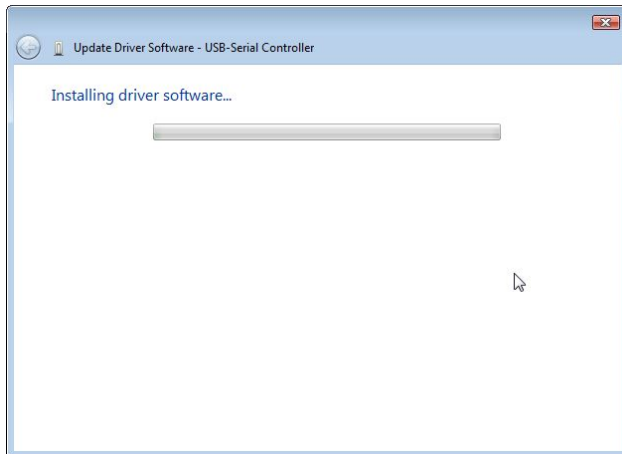 Update Driver Software - USB-Serial Controller
Installing driver software...